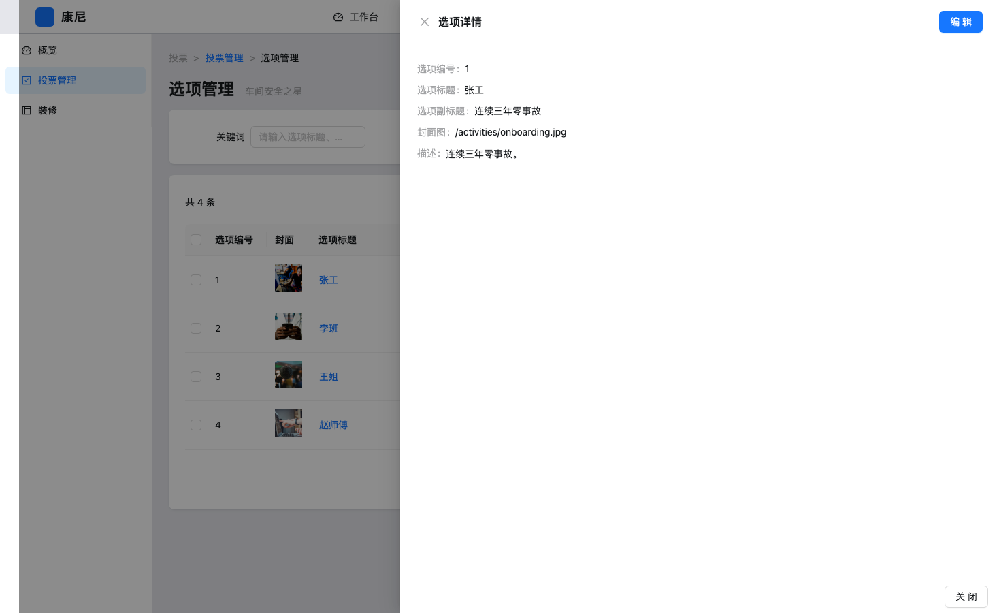 康尼
工作台
概览
投票管理
装修
投票 > 投票管理 > 选项管理
选项管理 车间安全之星
关键词 请输入选项标题、...
共 4 条
选项编号 封面 选项标题
1 张工
2 李班
3 王姐
4 赵师傅
选项详情
编 辑
选项编号: 1
选项标题: 张工
选项副标题: 连续三年零事故
封面图: /activities/onboarding.jpg
描述: 连续三年零事故。
关 闭